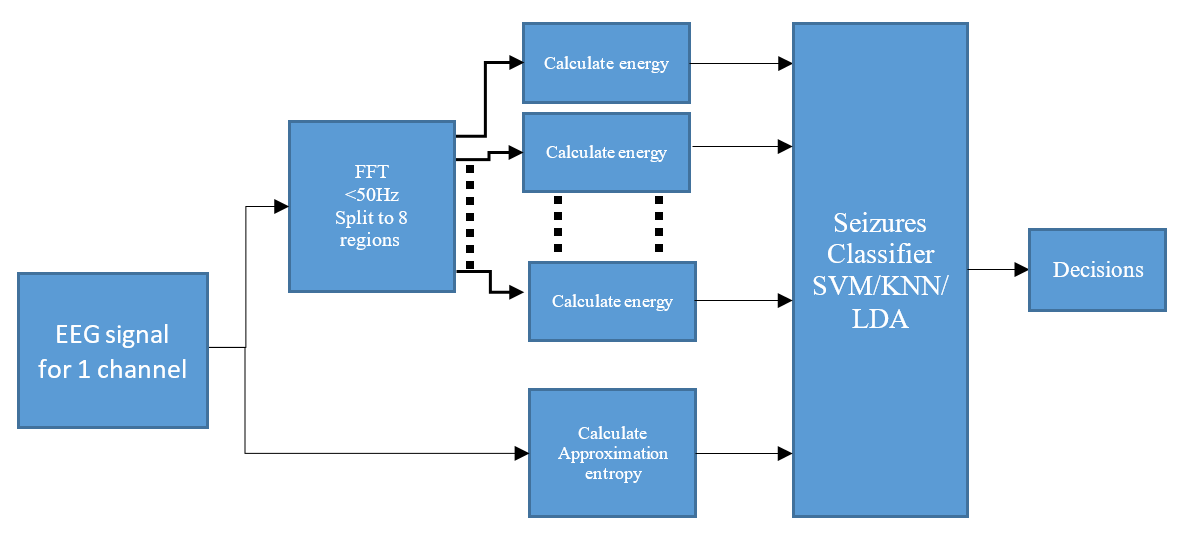 Calculate energy
FFT
<50Hz
Split to 8
regions
Calculate energy
Calculate energy
EEG signal
for 1 channel
Calculate
Approximation
entropy
Seizures
Classifier
SVM/KNN/
LDA
Decisions